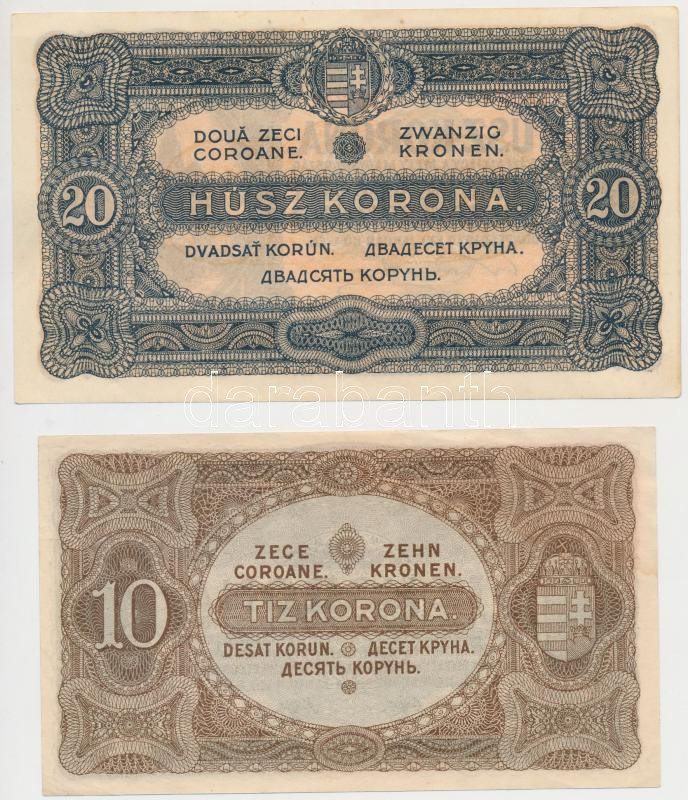 DOUĂ ZECI
COROANE.
ZWANZIG
KRONEN.
20
HÚSZ KORONA.
20
DVADSAŤ KORÚN. ДВАДЕСЕТ КРУНА.
ДВАДСЯТЬ КОРУНЬ.
darabanth
ZECE
COROANE.
ZEHN
KRONEN.
10
TIZ KORONA.
DESAT KORUN. ДЕСЕТ КРУНА.
ДЕСЯТЬ КОРУНЬ.